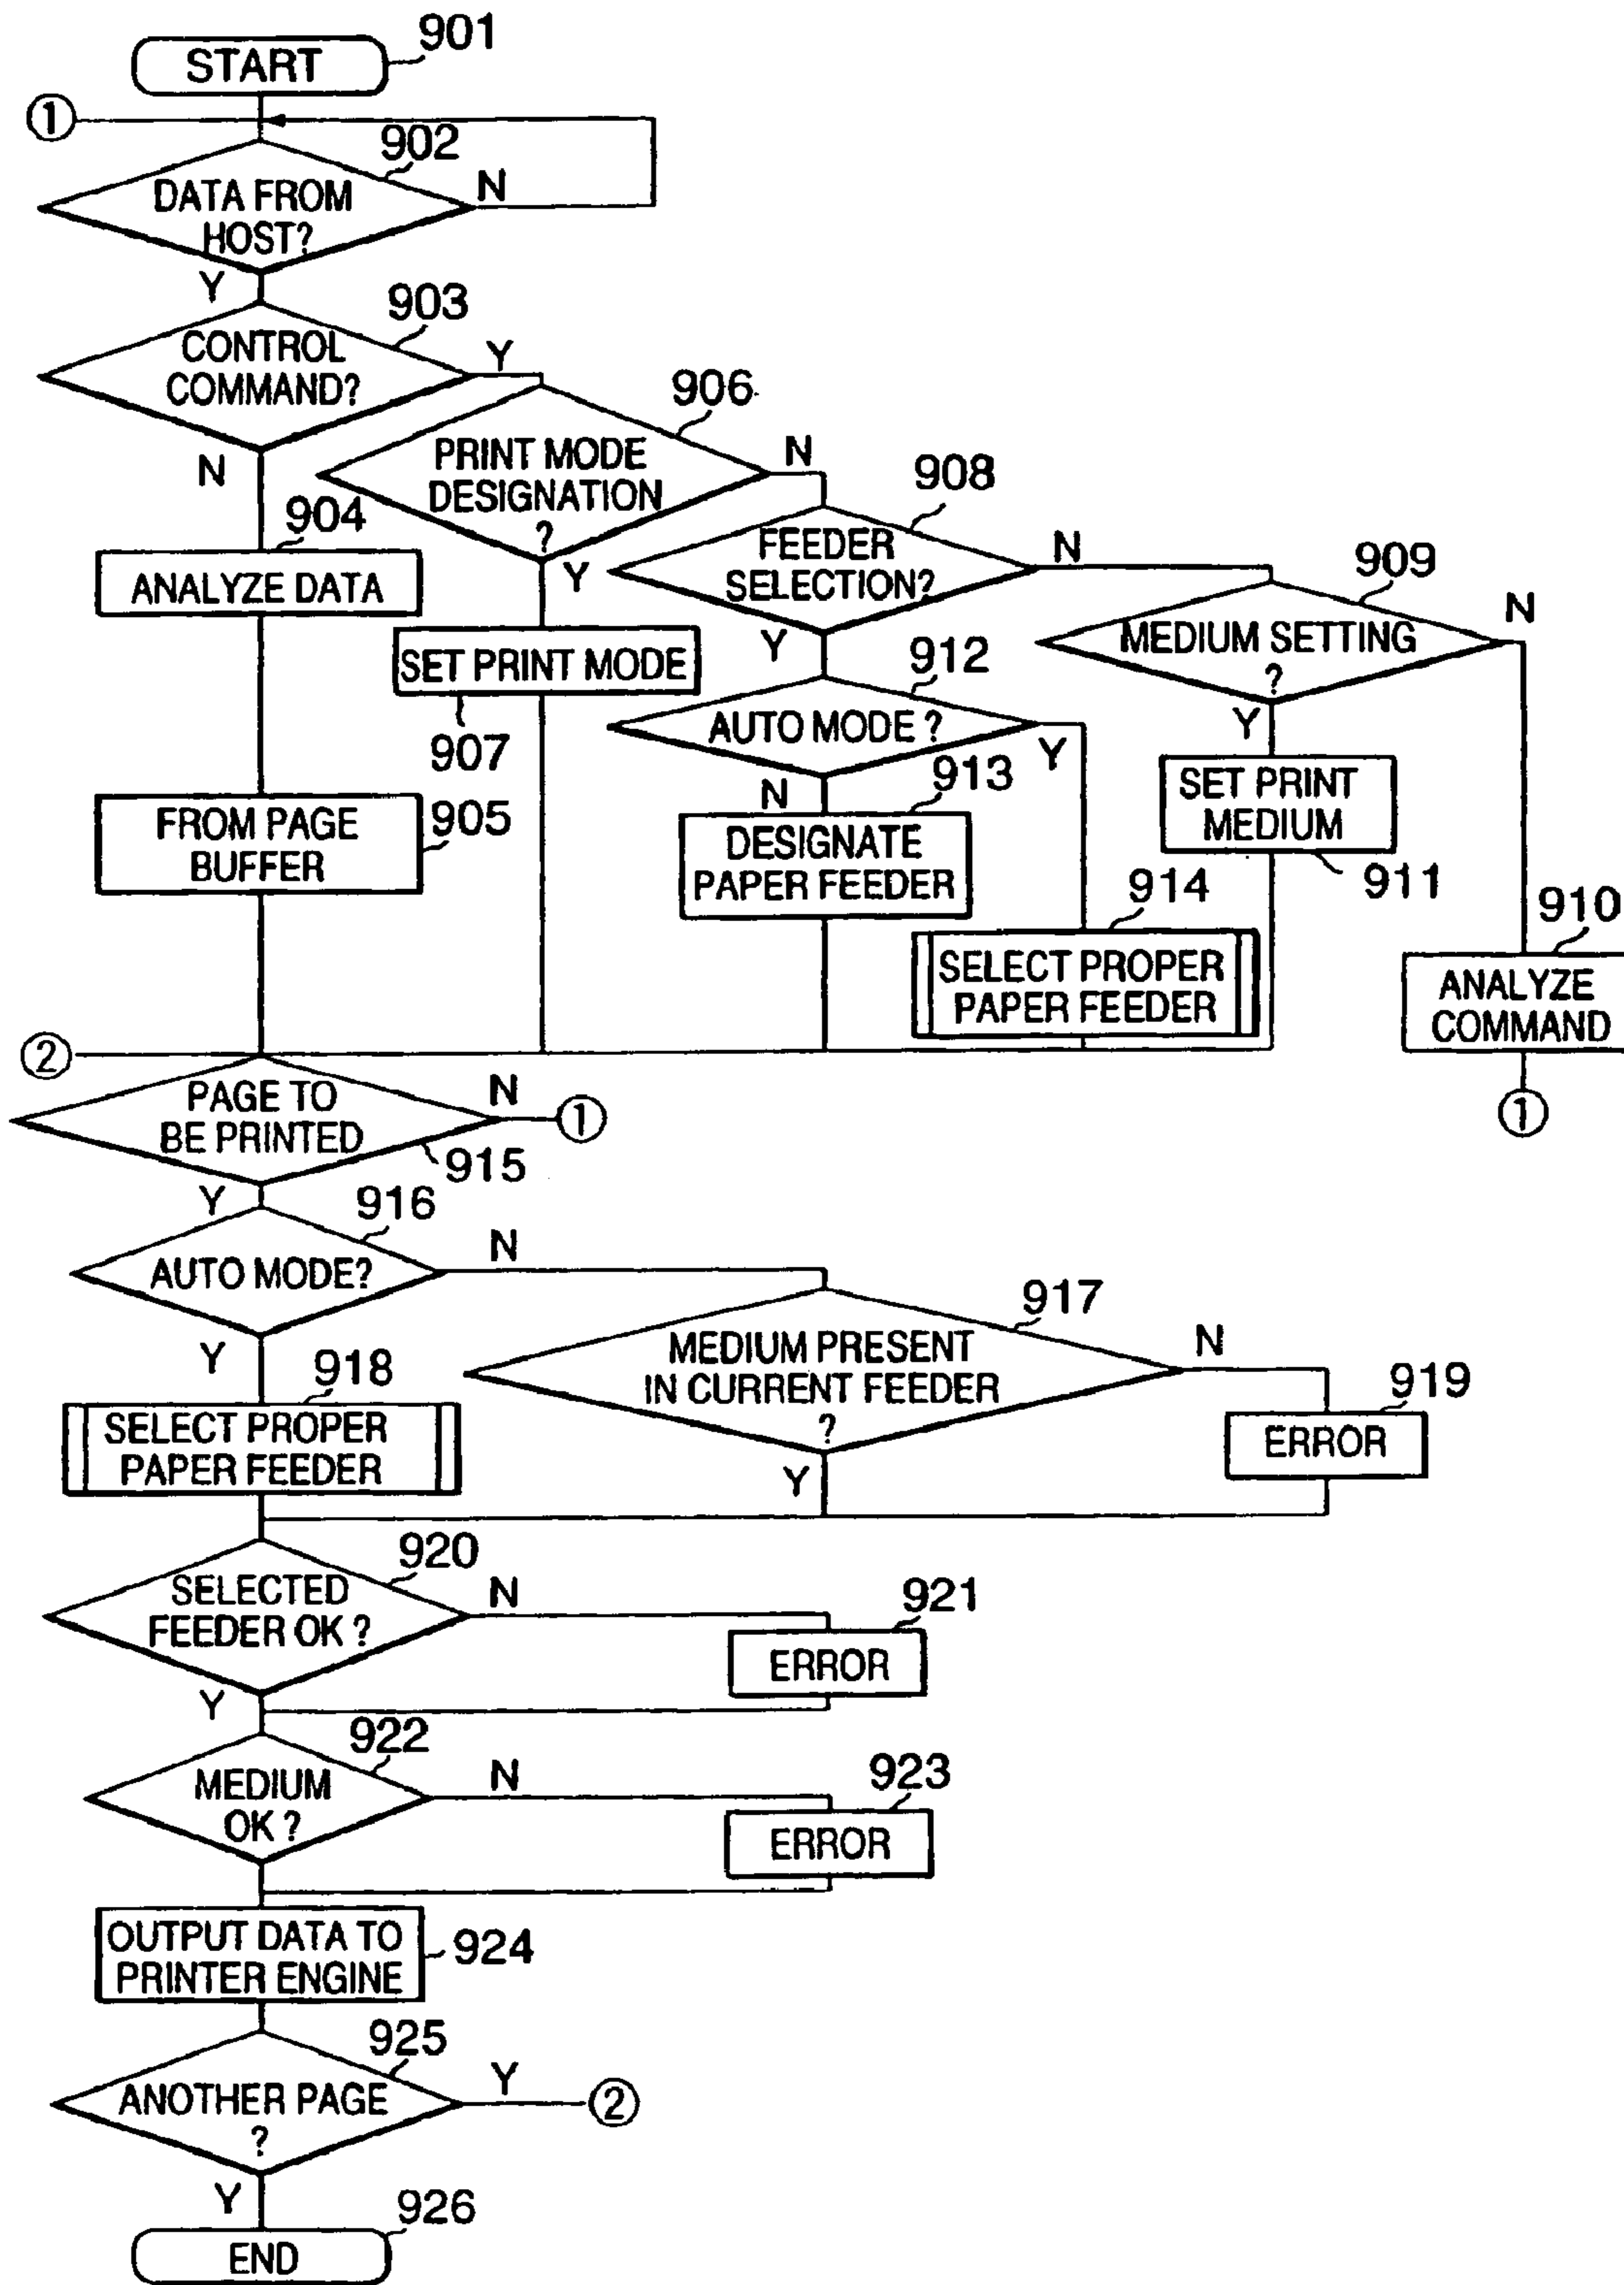 901
START
①
902
DATA FROM
HOST?
N
Y
903
CONTROL
COMMAND?
Y
N
906
PRINT MODE
DESIGNATION
?
N
Y
908
FEEDER
SELECTION?
N
Y
909
MEDIUM SETTING
?
N
Y
904
ANALYZE DATA
SET PRINT MODE
907
912
AUTO MODE ?
Y
N
913
DESIGNATE
PAPER FEEDER
SET PRINT
MEDIUM
911
FROM PAGE
BUFFER
905
914
SELECT PROPER
PAPER FEEDER
910
ANALYZE
COMMAND
①
②
PAGE TO
BE PRINTED
N
①
915
Y
916
AUTO MODE?
N
Y
917
MEDIUM PRESENT
IN CURRENT FEEDER
?
N
Y
918
SELECT PROPER
PAPER FEEDER
919
ERROR
920
SELECTED
FEEDER OK ?
N
Y
921
ERROR
922
MEDIUM
OK ?
N
923
ERROR
OUTPUT DATA TO
PRINTER ENGINE
924
925
ANOTHER PAGE
?
Y
②
Y
926
END